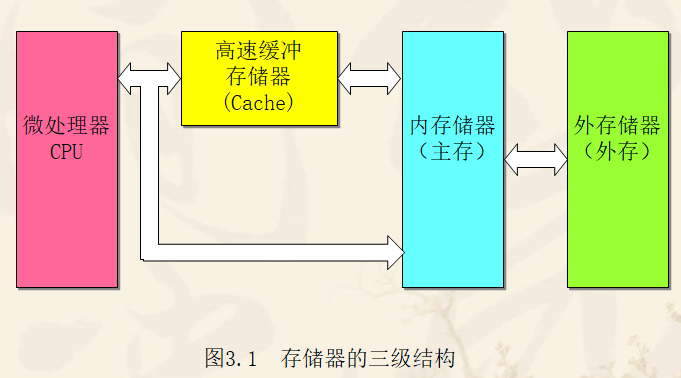 微处理器
CPU
高速缓冲
存储器
(Cache)
内存储器
（主存）
外存储器
（外存）
图3.1 存储器的三级结构